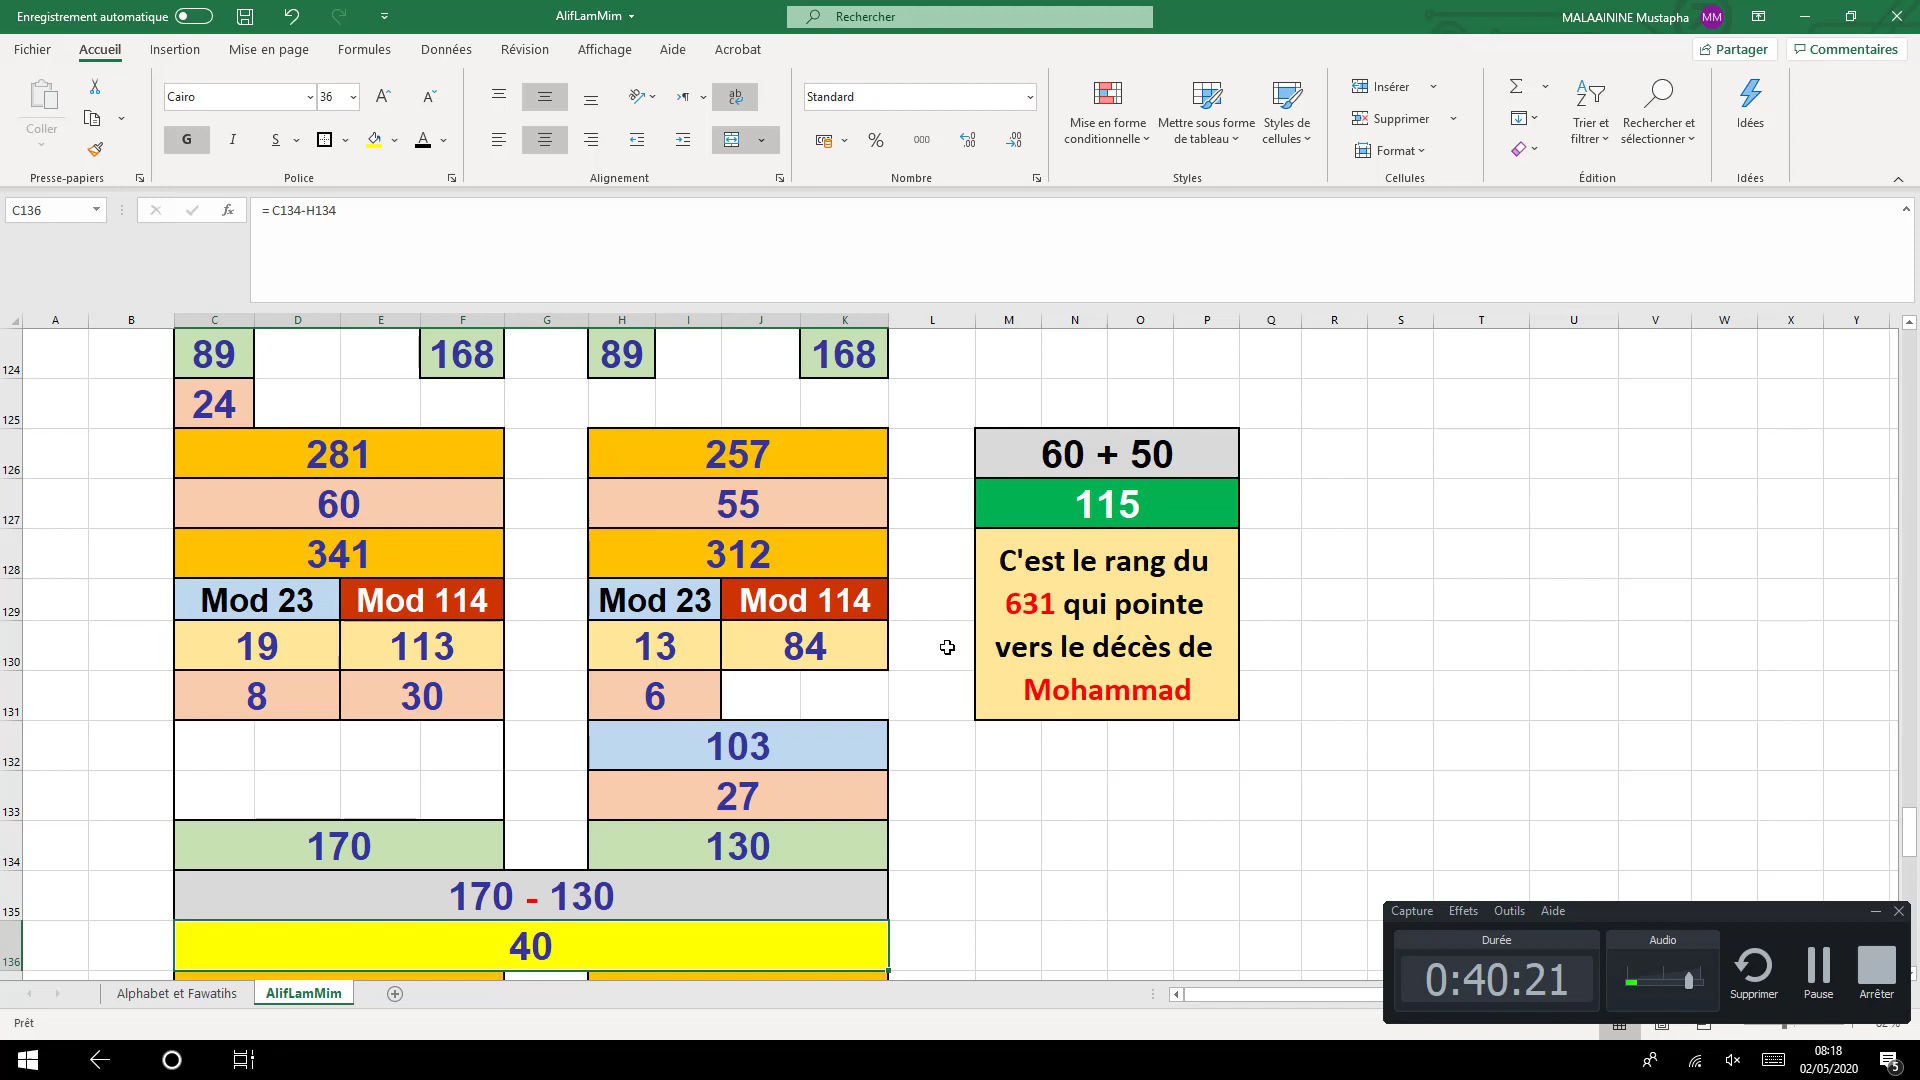 Enregistrement automatique
AlifLamMim
Rechercher
MALAAININE Mustapha
MM
Fichier Accueil Insertion Mise en page Formules Données Révision Affichage Aide Acrobat
Partager Commentaires
Coller
Cairo 36
G I S
Standard
% 000
Mise en forme conditionnelle
Mettre sous forme de tableau
Styles de cellules
Insérer
Supprimer
Format
Trier et filtrer
Rechercher et sélectionner
Idées
Presse-papiers Police Alignement Nombre Styles Cellules Édition Idées
C136 fx = C134-H134
A B C D E F G H I J K L M N O P Q R S T U V W X Y
124 89 168 89 168
125 24
126 281 257 60 + 50
127 60 55 115
128 341 312
C'est le rang du
631 qui pointe
vers le décès de
Mohammad
129 Mod 23 Mod 114 Mod 23 Mod 114
130 19 113 13 84
131 8 30 6
132 103
133 27
134 170 130
135 170 - 130
136 40
Capture Effets Outils Aide
Durée
0:40:21
Audio
Supprimer
Pause
Arrêter
Alphabet et Fawatihs AlifLamMim
Prêt
08:18
02/05/2020
5